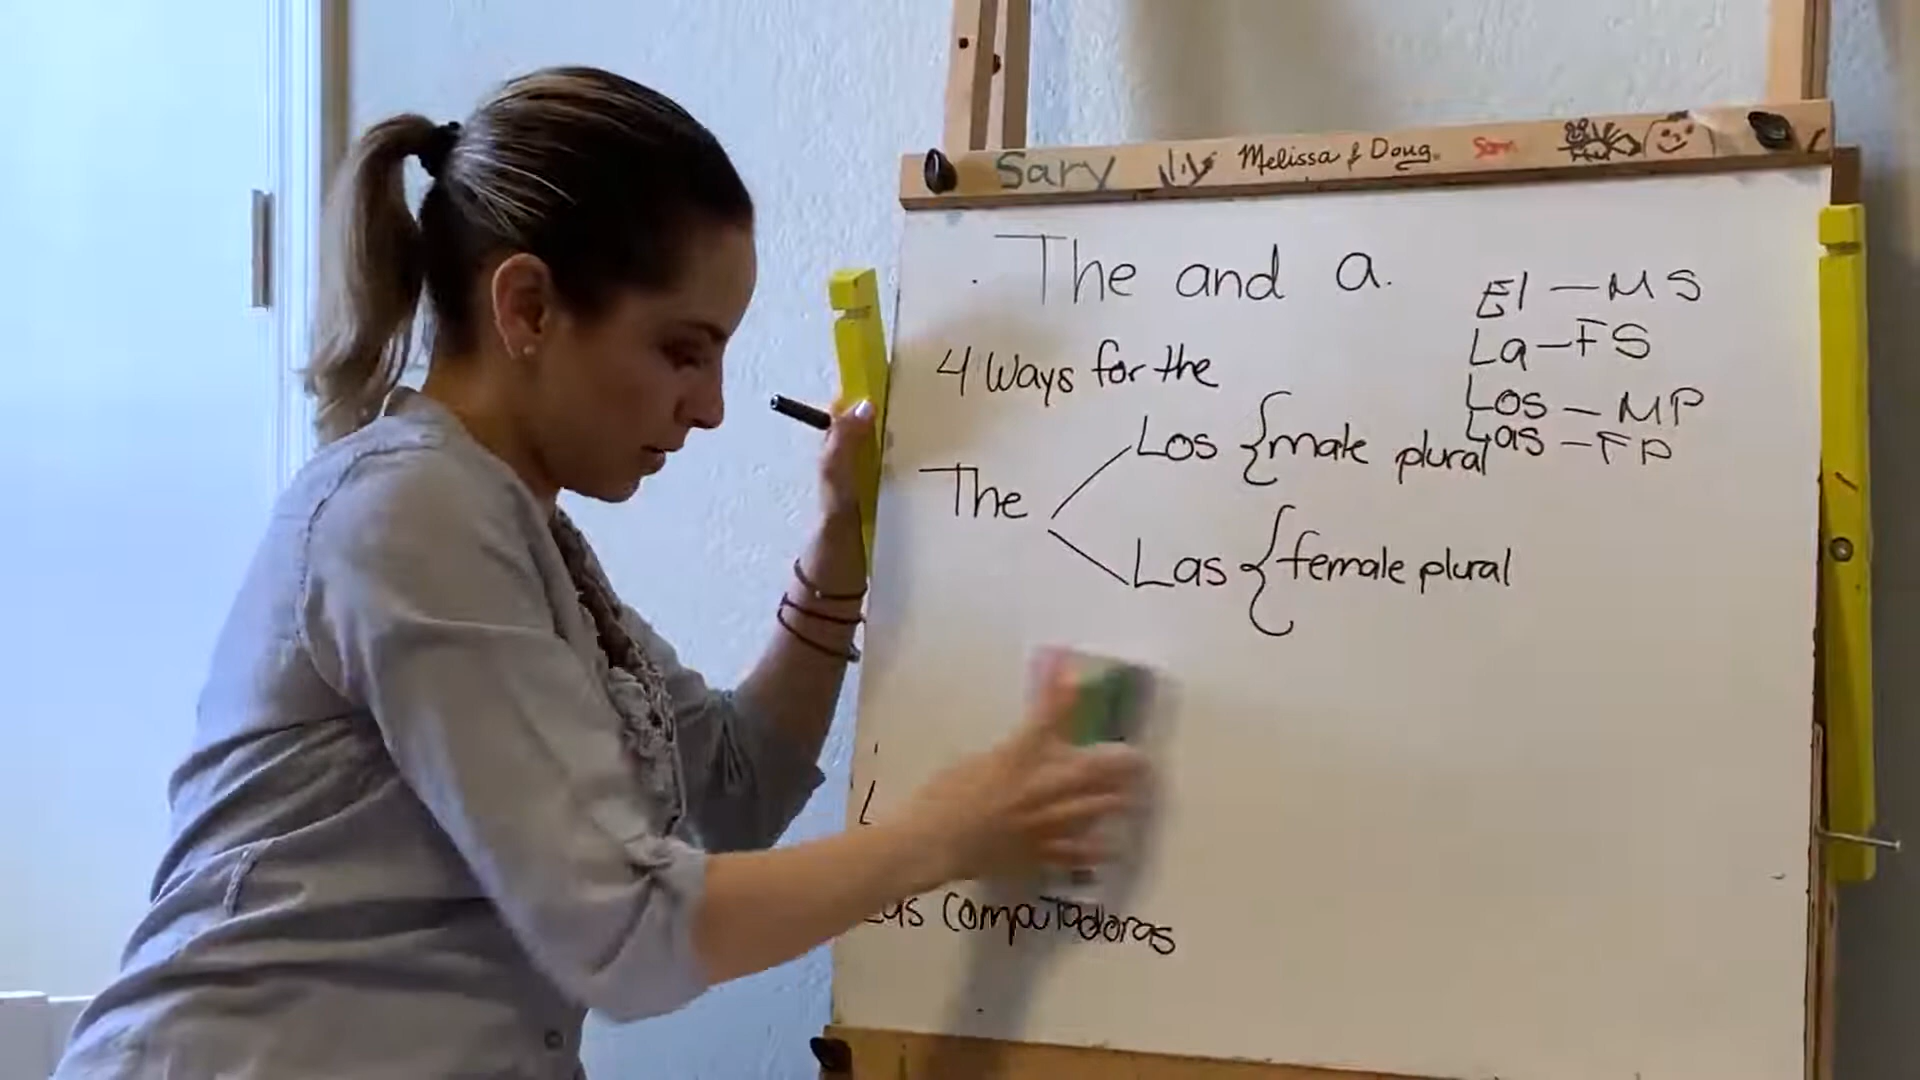 Sary Lily Melissa & Doug. Sam
The and a.
El - MS
La - FS
Los - MP
Las - FP
4 Ways for the
The
Los { male plural
Las { female plural
L
Las computadoras